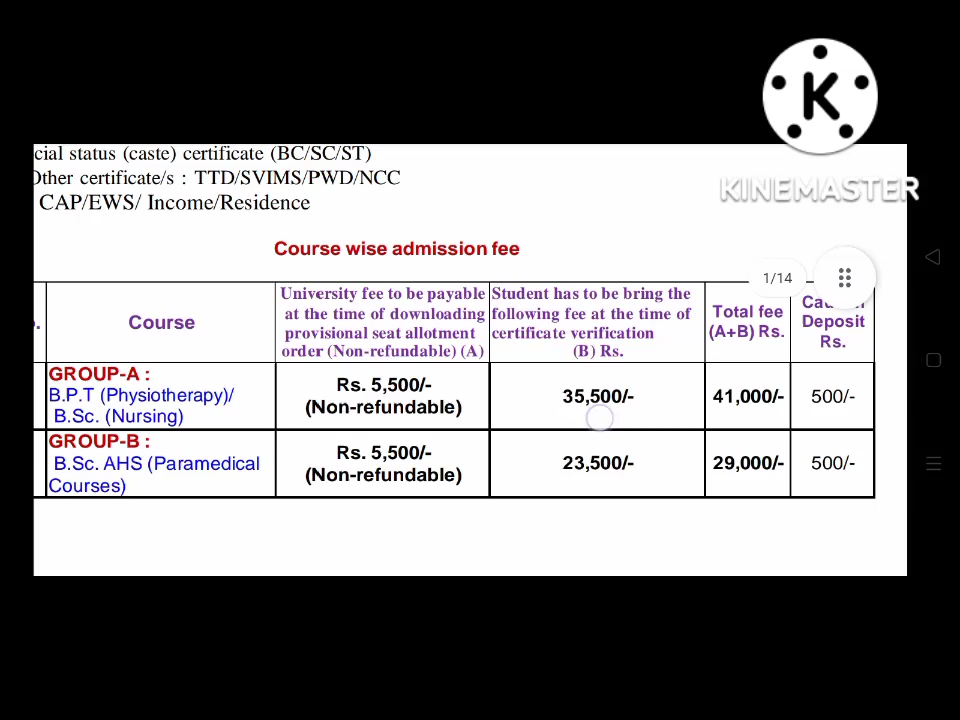 K
KINEMASTER
cial status (caste) certificate (BC/SC/ST)
Other certificate/s : TTD/SVIMS/PWD/NCC
CAP/EWS/ Income/Residence
Course wise admission fee
1/14
Course
University fee to be payable
at the time of downloading
provisional seat allotment
order (Non-refundable) (A)
Student has to be bring the
following fee at the time of
certificate verification
(B) Rs.
Total fee
(A+B) Rs.
Deposit
Rs.
GROUP-A :
B.P.T (Physiotherapy)/
B.Sc. (Nursing)
Rs. 5,500/-
(Non-refundable)
35,500/-
41,000/-
500/-
GROUP-B :
B.Sc. AHS (Paramedical
Courses)
Rs. 5,500/-
(Non-refundable)
23,500/-
29,000/-
500/-